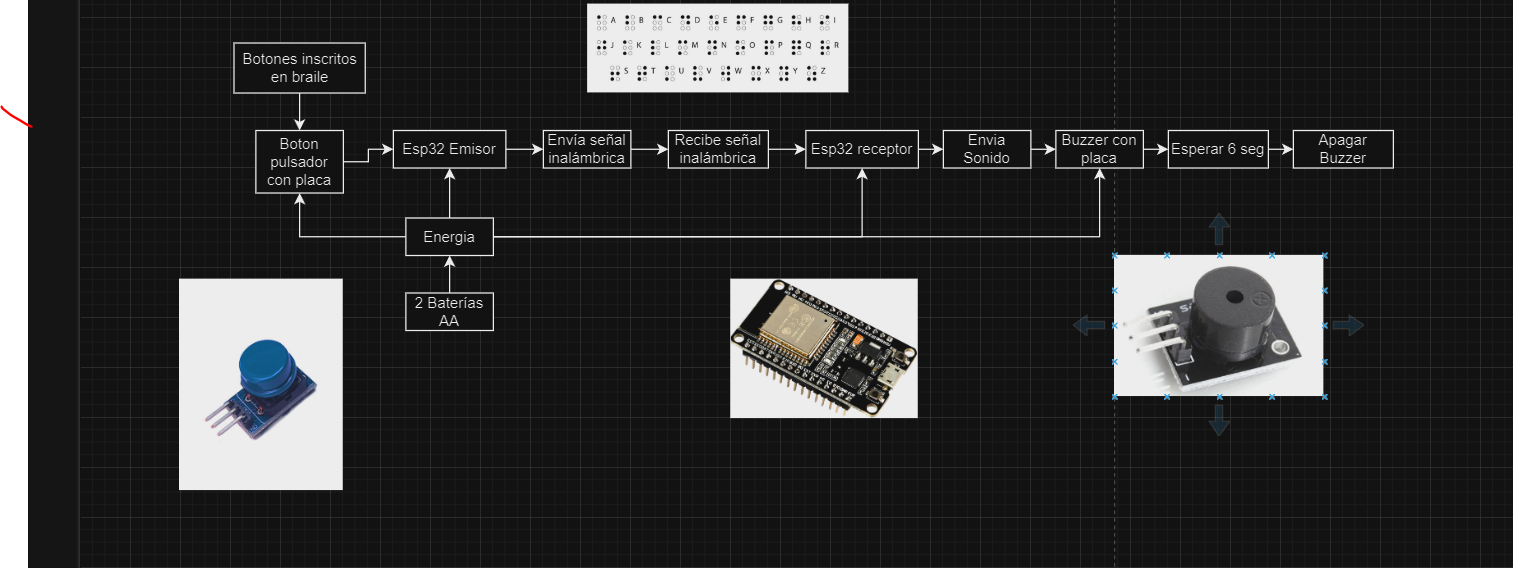 A B C D E F G H I
J K L M N O P Q R
S T U V W X Y Z
Botones inscritos
en braile
Boton
pulsador
con placa
Esp32 Emisor
Envía señal
inalámbrica
Recibe señal
inalámbrica
Esp32 receptor
Envia
Sonido
Buzzer con
placa
Esperar 6 seg
Apagar
Buzzer
Energia
2 Baterías
AA